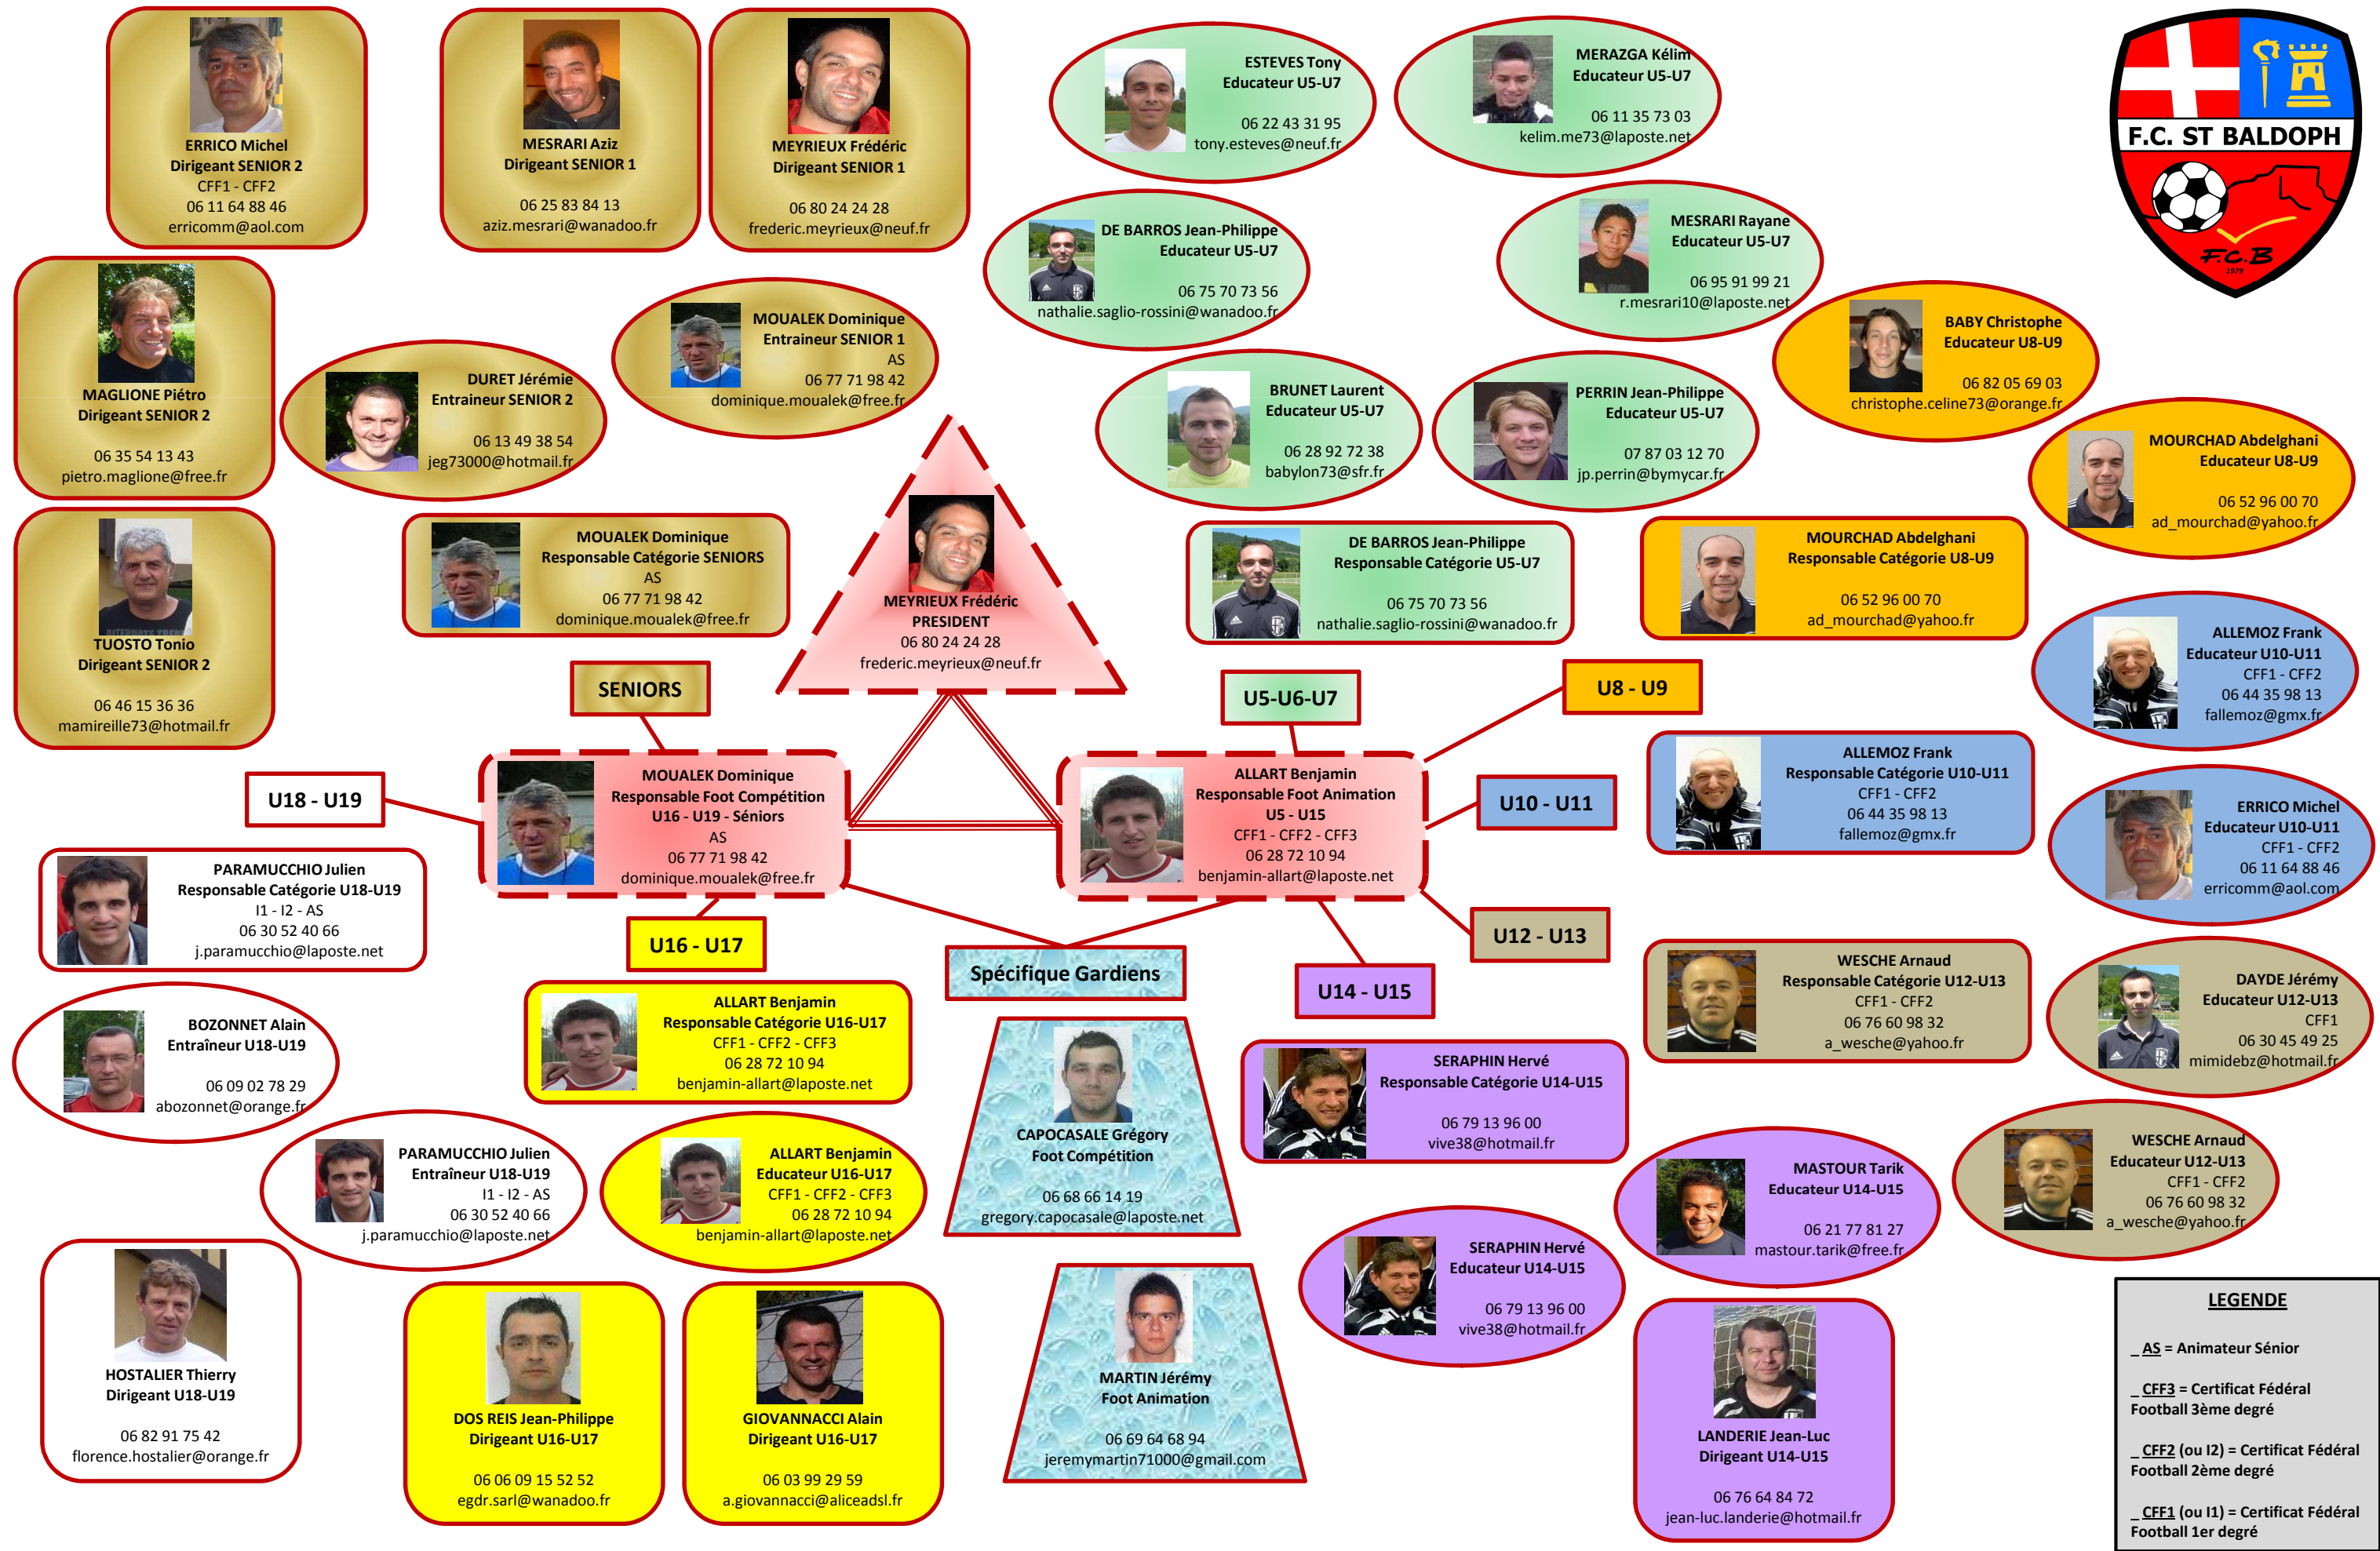 ERRICO Michel
Dirigeant SENIOR 2
CFF1 - CFF2
06 11 64 88 46
erricomm@aol.com
MESRARI Aziz
Dirigeant SENIOR 1
06 25 83 84 13
aziz.mesrari@wanadoo.fr
MEYRIEUX Frédéric
Dirigeant SENIOR 1
06 80 24 24 28
frederic.meyrieux@neuf.fr
ESTEVES Tony
Educateur U5-U7
06 22 43 31 95
tony.esteves@neuf.fr
MERAZGA Kélim
Educateur U5-U7
06 11 35 73 03
kelim.me73@laposte.net
F.C. ST BALDOPH
F.C.B
1979
DE BARROS Jean-Philippe
Educateur U5-U7
06 75 70 73 56
nathalie.saglio-rossini@wanadoo.fr
MESRARI Rayane
Educateur U5-U7
06 95 91 99 21
r.mesrari10@laposte.net
MAGLIONE Piétro
Dirigeant SENIOR 2
06 35 54 13 43
pietro.maglione@free.fr
DURET Jérémie
Entraineur SENIOR 2
06 13 49 38 54
jeg73000@hotmail.fr
MOUALEK Dominique
Entraineur SENIOR 1
AS
06 77 71 98 42
dominique.moualek@free.fr
BRUNET Laurent
Educateur U5-U7
06 28 92 72 38
babylon73@sfr.fr
PERRIN Jean-Philippe
Educateur U5-U7
07 87 03 12 70
jp.perrin@bymycar.fr
BABY Christophe
Educateur U8-U9
06 82 05 69 03
christophe.celine73@orange.fr
MOURCHAD Abdelghani
Educateur U8-U9
06 52 96 00 70
ad_mourchad@yahoo.fr
TUOSTO Tonio
Dirigeant SENIOR 2
06 46 15 36 36
mamireille73@hotmail.fr
MOUALEK Dominique
Responsable Catégorie SENIORS
AS
06 77 71 98 42
dominique.moualek@free.fr
MEYRIEUX Frédéric
PRESIDENT
06 80 24 24 28
frederic.meyrieux@neuf.fr
DE BARROS Jean-Philippe
Responsable Catégorie U5-U7
06 75 70 73 56
nathalie.saglio-rossini@wanadoo.fr
MOURCHAD Abdelghani
Responsable Catégorie U8-U9
06 52 96 00 70
ad_mourchad@yahoo.fr
ALLEMOZ Frank
Educateur U10-U11
CFF1 - CFF2
06 44 35 98 13
fallemoz@gmx.fr
SENIORS
U5-U6-U7
U8 - U9
U18 - U19
MOUALEK Dominique
Responsable Foot Compétition
U16 - U19 - Séniors
AS
06 77 71 98 42
dominique.moualek@free.fr
ALLART Benjamin
Responsable Foot Animation
U5 - U15
CFF1 - CFF2 - CFF3
06 28 72 10 94
benjamin-allart@laposte.net
U10 - U11
ALLEMOZ Frank
Responsable Catégorie U10-U11
CFF1 - CFF2
06 44 35 98 13
fallemoz@gmx.fr
ERRICO Michel
Educateur U10-U11
CFF1 - CFF2
06 11 64 88 46
erricomm@aol.com
PARAMUCCHIO Julien
Responsable Catégorie U18-U19
I1 - I2 - AS
06 30 52 40 66
j.paramucchio@laposte.net
U16 - U17
Spécifique Gardiens
U14 - U15
U12 - U13
WESCHE Arnaud
Responsable Catégorie U12-U13
CFF1 - CFF2
06 76 60 98 32
a_wesche@yahoo.fr
DAYDE Jérémy
Educateur U12-U13
CFF1
06 30 45 49 25
mimidebz@hotmail.fr
BOZONNET Alain
Entraîneur U18-U19
06 09 02 78 29
abozonnet@orange.fr
ALLART Benjamin
Responsable Catégorie U16-U17
CFF1 - CFF2 - CFF3
06 28 72 10 94
benjamin-allart@laposte.net
CAPOCASALE Grégory
Foot Compétition
06 68 66 14 19
gregory.capocasale@laposte.net
SERAPHIN Hervé
Responsable Catégorie U14-U15
06 79 13 96 00
vive38@hotmail.fr
PARAMUCCHIO Julien
Entraîneur U18-U19
I1 - I2 - AS
06 30 52 40 66
j.paramucchio@laposte.net
ALLART Benjamin
Educateur U16-U17
CFF1 - CFF2 - CFF3
06 28 72 10 94
benjamin-allart@laposte.net
MASTOUR Tarik
Educateur U14-U15
06 21 77 81 27
mastour.tarik@free.fr
WESCHE Arnaud
Educateur U12-U13
CFF1 - CFF2
06 76 60 98 32
a_wesche@yahoo.fr
HOSTALIER Thierry
Dirigeant U18-U19
06 82 91 75 42
florence.hostalier@orange.fr
DOS REIS Jean-Philippe
Dirigeant U16-U17
06 06 09 15 52 52
egdr.sarl@wanadoo.fr
GIOVANNACCI Alain
Dirigeant U16-U17
06 03 99 29 59
a.giovannacci@aliceadsl.fr
MARTIN Jérémy
Foot Animation
06 69 64 68 94
jeremymartin71000@gmail.com
SERAPHIN Hervé
Educateur U14-U15
06 79 13 96 00
vive38@hotmail.fr
LANDERIE Jean-Luc
Dirigeant U14-U15
06 76 64 84 72
jean-luc.landerie@hotmail.fr
LEGENDE
_ AS = Animateur Sénior
_ CFF3 = Certificat Fédéral
Football 3ème degré
_ CFF2 (ou I2) = Certificat Fédéral
Football 2ème degré
_ CFF1 (ou I1) = Certificat Fédéral
Football 1er degré